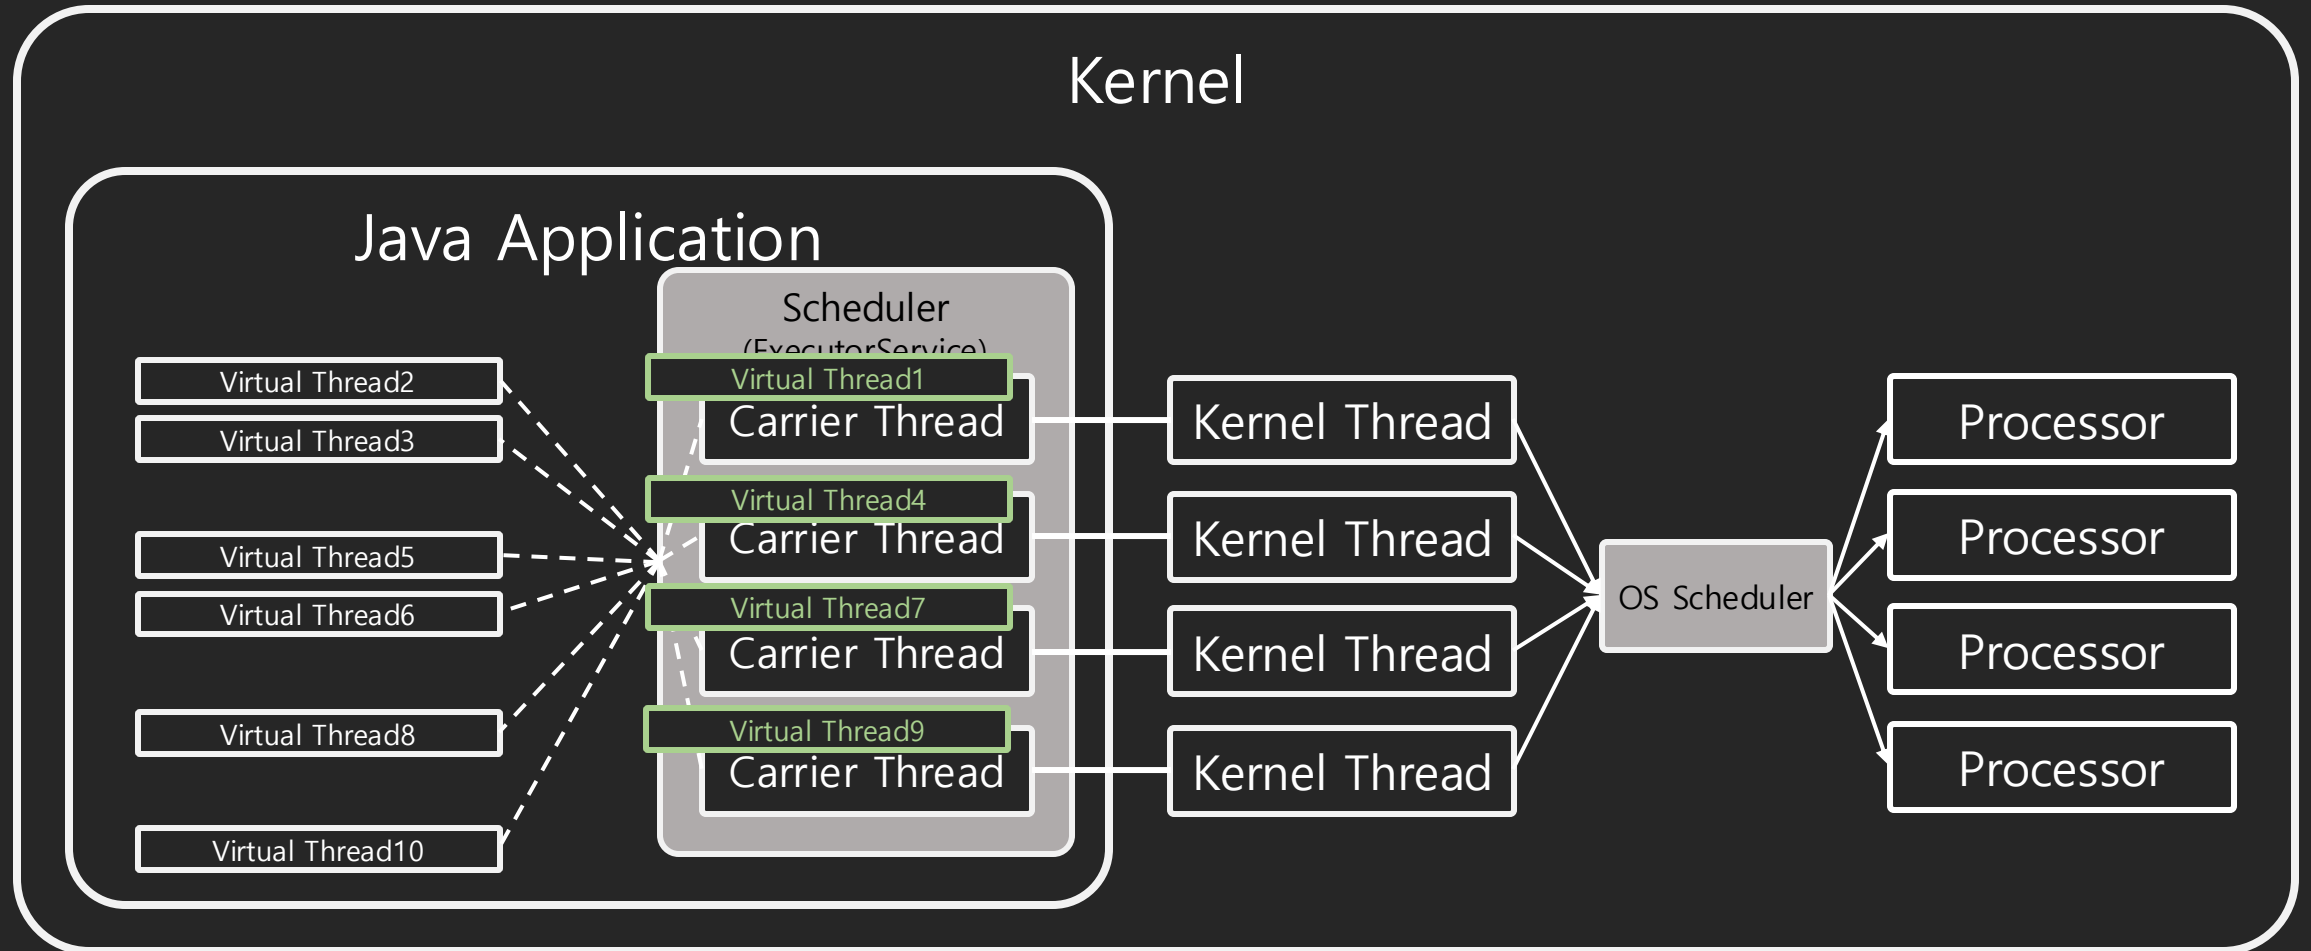 Kernel
Java Application
Scheduler
(ExecutorService)
Virtual Thread2
Virtual Thread3
Virtual Thread5
Virtual Thread6
Virtual Thread8
Virtual Thread10
Virtual Thread1
Carrier Thread
Virtual Thread4
Carrier Thread
Virtual Thread7
Carrier Thread
Virtual Thread9
Carrier Thread
Kernel Thread
Kernel Thread
Kernel Thread
Kernel Thread
OS Scheduler
Processor
Processor
Processor
Processor